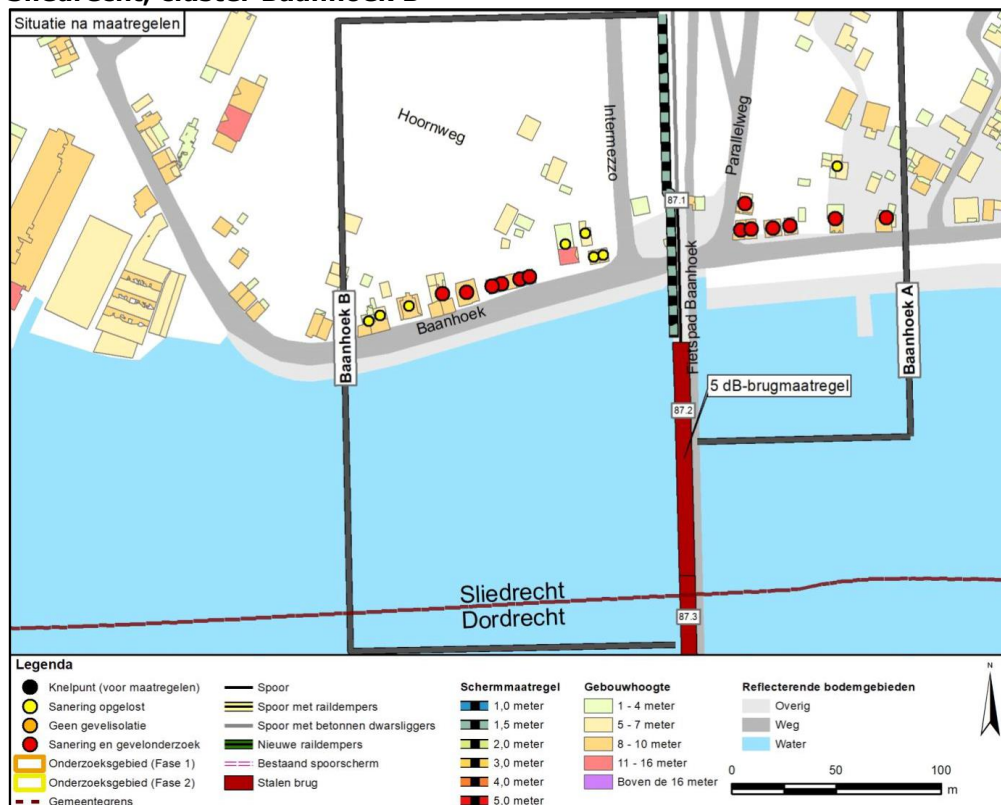 Sliedrecht, cluster Baanhoek B
Situatie na maatregelen
Hoornweg
Intermezzo
Parallelweg
87.1
Fietspad Baanhoek
Baanhoek
Baanhoek B
Baanhoek A
5 dB-brugmaatregel
87.2
Sliedrecht
Dordrecht
87.3
Legenda
Knelpunt (voor maatregelen)
Sanering opgelost
Geen gevelisolatie
Sanering en gevelonderzoek
Onderzoeksgebied (Fase 1)
Onderzoeksgebied (Fase 2)
Gemeentegrens
Spoor
Spoor met raildempers
Spoor met betonnen dwarsliggers
Nieuwe raildempers
Bestaand spoorscherm
Stalen brug
Schermmaatregel
1,0 meter
1,5 meter
2,0 meter
3,0 meter
4,0 meter
5,0 meter
Gebouwhoogte
1 - 4 meter
5 - 7 meter
8 - 10 meter
11 - 16 meter
Boven de 16 meter
Reflecterende bodemgebieden
Overig
Weg
Water
N
0 50 100
m